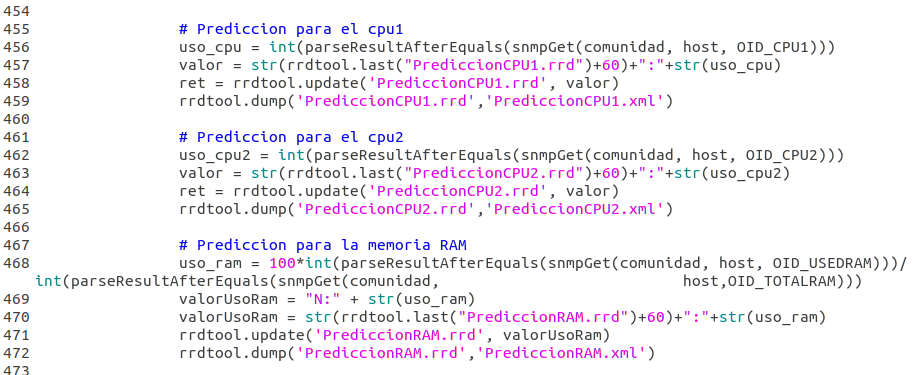 454
455 # Prediccion para el cpu1
456 uso_cpu = int(parseResultAfterEquals(snmpGet(comunidad, host, OID_CPU1)))
457 valor = str(rrdtool.last("PrediccionCPU1.rrd")+60)+":"+str(uso_cpu)
458 ret = rrdtool.update('PrediccionCPU1.rrd', valor)
459 rrdtool.dump('PrediccionCPU1.rrd','PrediccionCPU1.xml')
460
461 # Prediccion para el cpu2
462 uso_cpu2 = int(parseResultAfterEquals(snmpGet(comunidad, host, OID_CPU2)))
463 valor = str(rrdtool.last("PrediccionCPU2.rrd")+60)+":"+str(uso_cpu2)
464 ret = rrdtool.update('PrediccionCPU2.rrd', valor)
465 rrdtool.dump('PrediccionCPU2.rrd','PrediccionCPU2.xml')
466
467 # Prediccion para la memoria RAM
468 uso_ram = 100*int(parseResultAfterEquals(snmpGet(comunidad, host, OID_USEDRAM)))/
int(parseResultAfterEquals(snmpGet(comunidad, host,OID_TOTALRAM)))
469 valorUsoRam = "N:" + str(uso_ram)
470 valorUsoRam = str(rrdtool.last("PrediccionRAM.rrd")+60)+":"+str(uso_ram)
471 rrdtool.update('PrediccionRAM.rrd', valorUsoRam)
472 rrdtool.dump('PrediccionRAM.rrd','PrediccionRAM.xml')
473